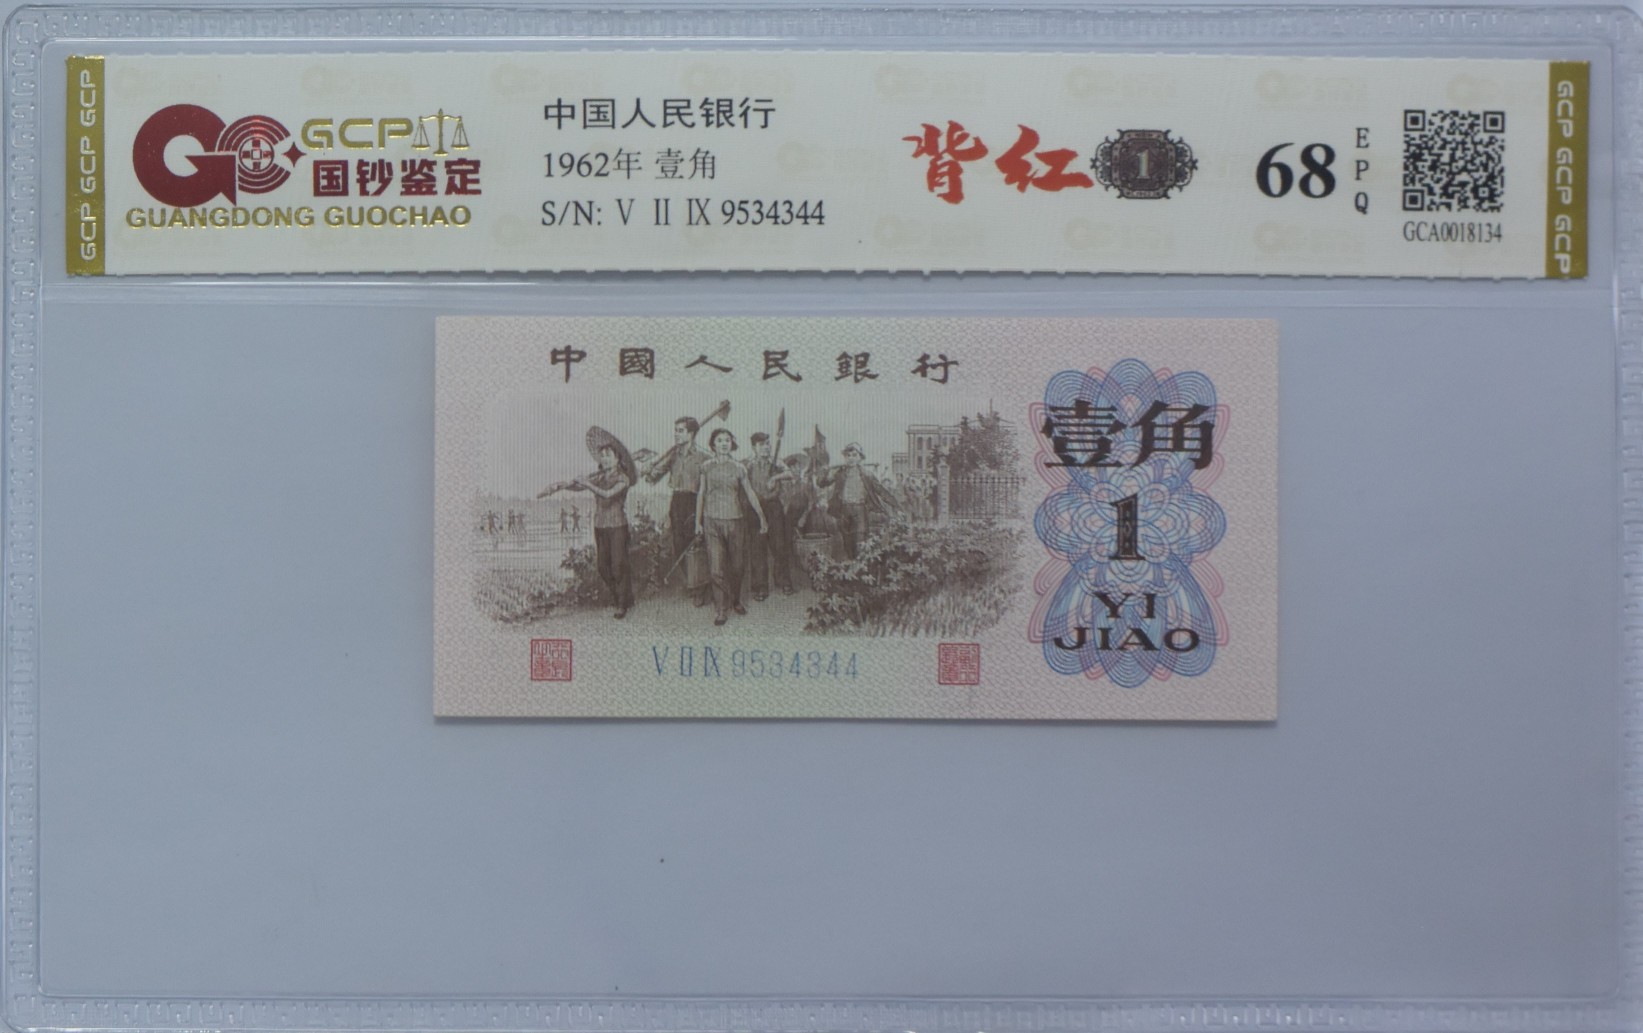 GCP GCP GCP
GCP
国钞鉴定
GUANGDONG GUOCHAO
中国人民银行
1962年 壹角
S/N: Ⅴ Ⅱ Ⅸ 9534344
背红
1
68
EPQ
GCA0018134
GCP GCP GCP
中國人民銀行
壹角
1
YI
JIAO
Ⅴ Ⅱ Ⅸ 9534344